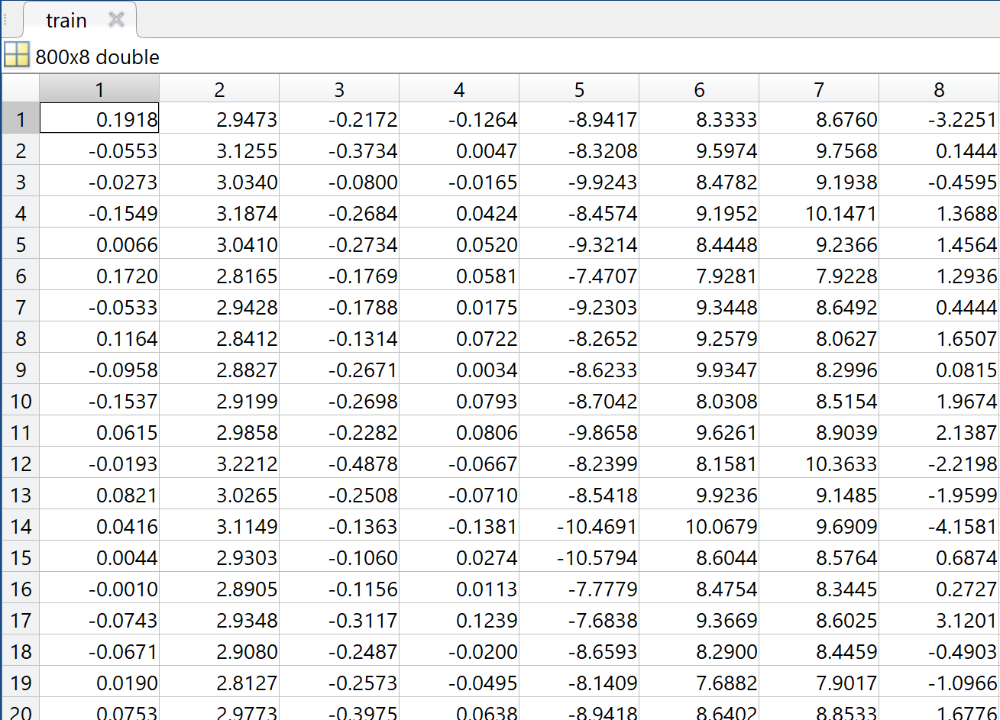 train
800x8 double
1 2 3 4 5 6 7 8
1 0.1918 2.9473 -0.2172 -0.1264 -8.9417 8.3333 8.6760 -3.2251
2 -0.0553 3.1255 -0.3734 0.0047 -8.3208 9.5974 9.7568 0.1444
3 -0.0273 3.0340 -0.0800 -0.0165 -9.9243 8.4782 9.1938 -0.4595
4 -0.1549 3.1874 -0.2684 0.0424 -8.4574 9.1952 10.1471 1.3688
5 0.0066 3.0410 -0.2734 0.0520 -9.3214 8.4448 9.2366 1.4564
6 0.1720 2.8165 -0.1769 0.0581 -7.4707 7.9281 7.9228 1.2936
7 -0.0533 2.9428 -0.1788 0.0175 -9.2303 9.3448 8.6492 0.4444
8 0.1164 2.8412 -0.1314 0.0722 -8.2652 9.2579 8.0627 1.6507
9 -0.0958 2.8827 -0.2671 0.0034 -8.6233 9.9347 8.2996 0.0815
10 -0.1537 2.9199 -0.2698 0.0793 -8.7042 8.0308 8.5154 1.9674
11 0.0615 2.9858 -0.2282 0.0806 -9.8658 9.6261 8.9039 2.1387
12 -0.0193 3.2212 -0.4878 -0.0667 -8.2399 8.1581 10.3633 -2.2198
13 0.0821 3.0265 -0.2508 -0.0710 -8.5418 9.9236 9.1485 -1.9599
14 0.0416 3.1149 -0.1363 -0.1381 -10.4691 10.0679 9.6909 -4.1581
15 0.0044 2.9303 -0.1060 0.0274 -10.5794 8.6044 8.5764 0.6874
16 -0.0010 2.8905 -0.1156 0.0113 -7.7779 8.4754 8.3445 0.2727
17 -0.0743 2.9348 -0.3117 0.1239 -7.6838 9.3669 8.6025 3.1201
18 -0.0671 2.9080 -0.2487 -0.0200 -8.6593 8.2900 8.4459 -0.4903
19 0.0190 2.8127 -0.2573 -0.0495 -8.1409 7.6882 7.9017 -1.0966
20 0.0753 2.9773 -0.3975 0.0638 -8.9418 8.6402 8.8533 1.6776